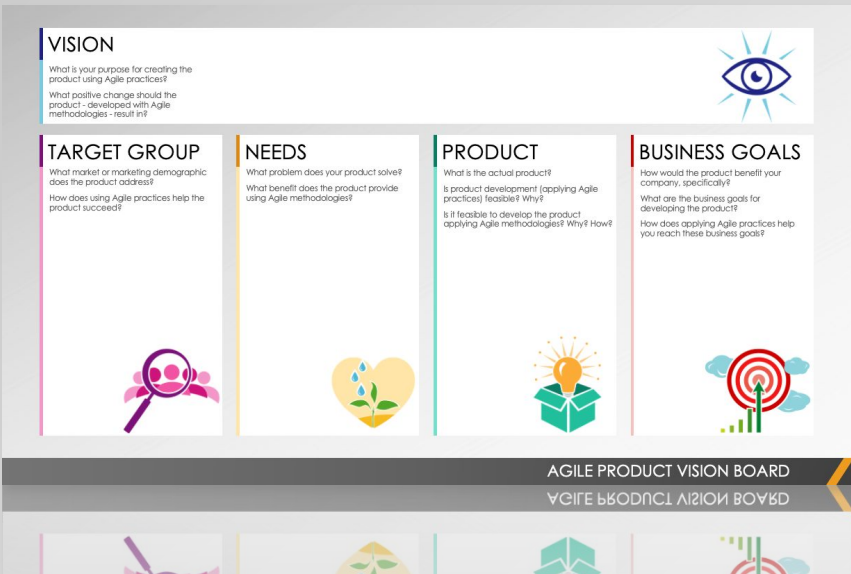 VISION
What is your purpose for creating the
product using Agile practices?
What positive change should the
product - developed with Agile
methodologies - result in?
TARGET GROUP
What market or marketing demographic
does the product address?
How does using Agile practices help the
product succeed?
NEEDS
What problem does your product solve?
What benefit does the product provide
using Agile methodologies?
PRODUCT
What is the actual product?
Is product development (applying Agile
practices) feasible? Why?
Is it feasible to develop the product
applying Agile methodologies? Why? How?
BUSINESS GOALS
How would the product benefit your
company, specifically?
What are the business goals for
developing the product?
How does applying Agile practices help
you reach these business goals?
AGILE PRODUCT VISION BOARD
AGILE PRODUCT VISION BOARD